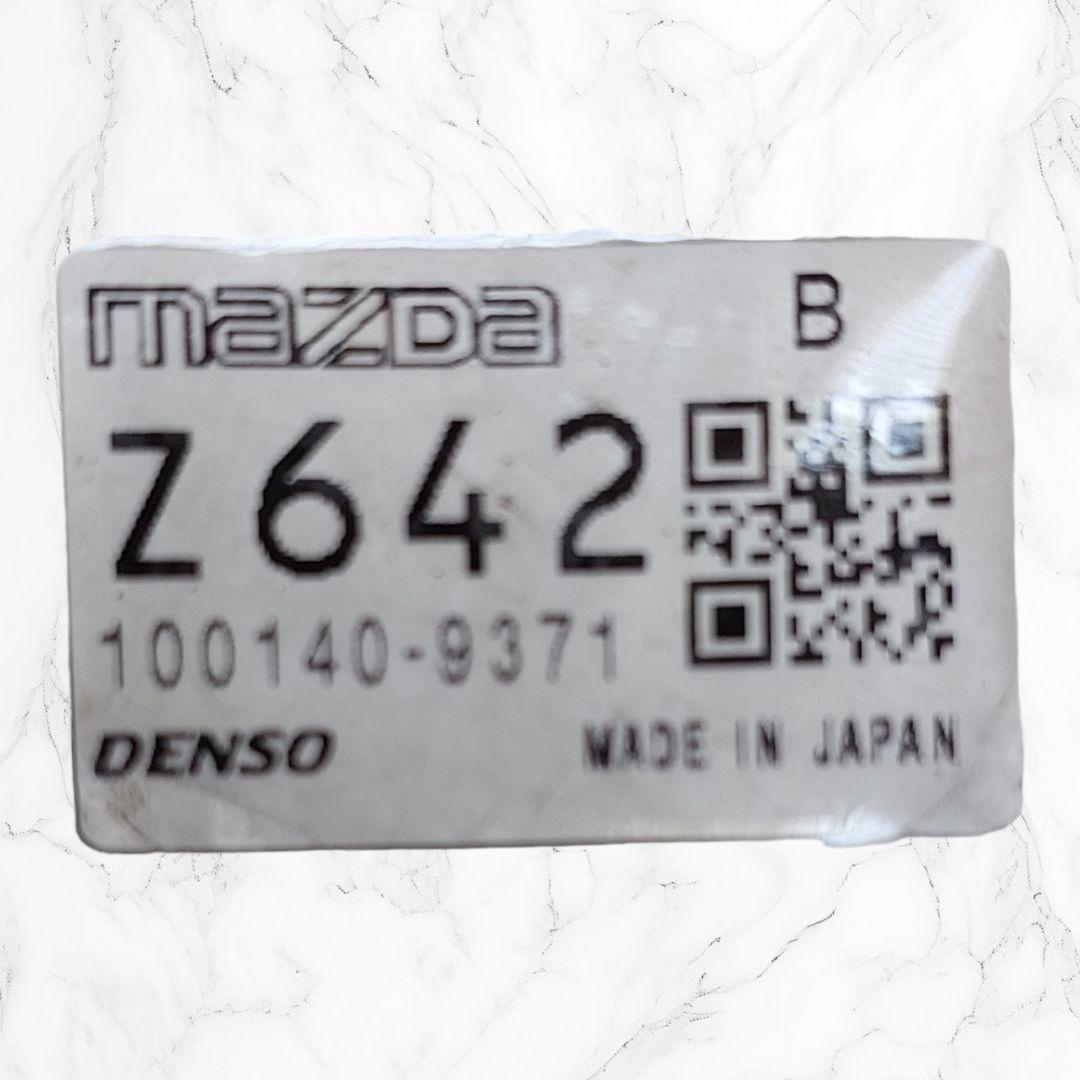 mazda B
Z642
100140-9371
DENSO MADE IN JAPAN